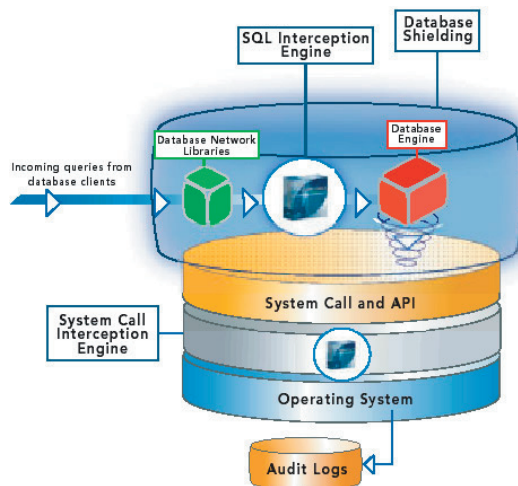 SQL Interception
Engine
Database
Shielding
Database Network
Libraries
Database
Engine
Incoming queries from
database clients
System Call and API
System Call
Interception
Engine
Operating System
Audit Logs